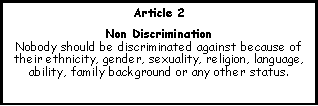 Article 2
Non Discrimination
Nobody should be discriminated against because of
their ethnicity, gender, sexuality, religion, language,
ability, family background or any other status.